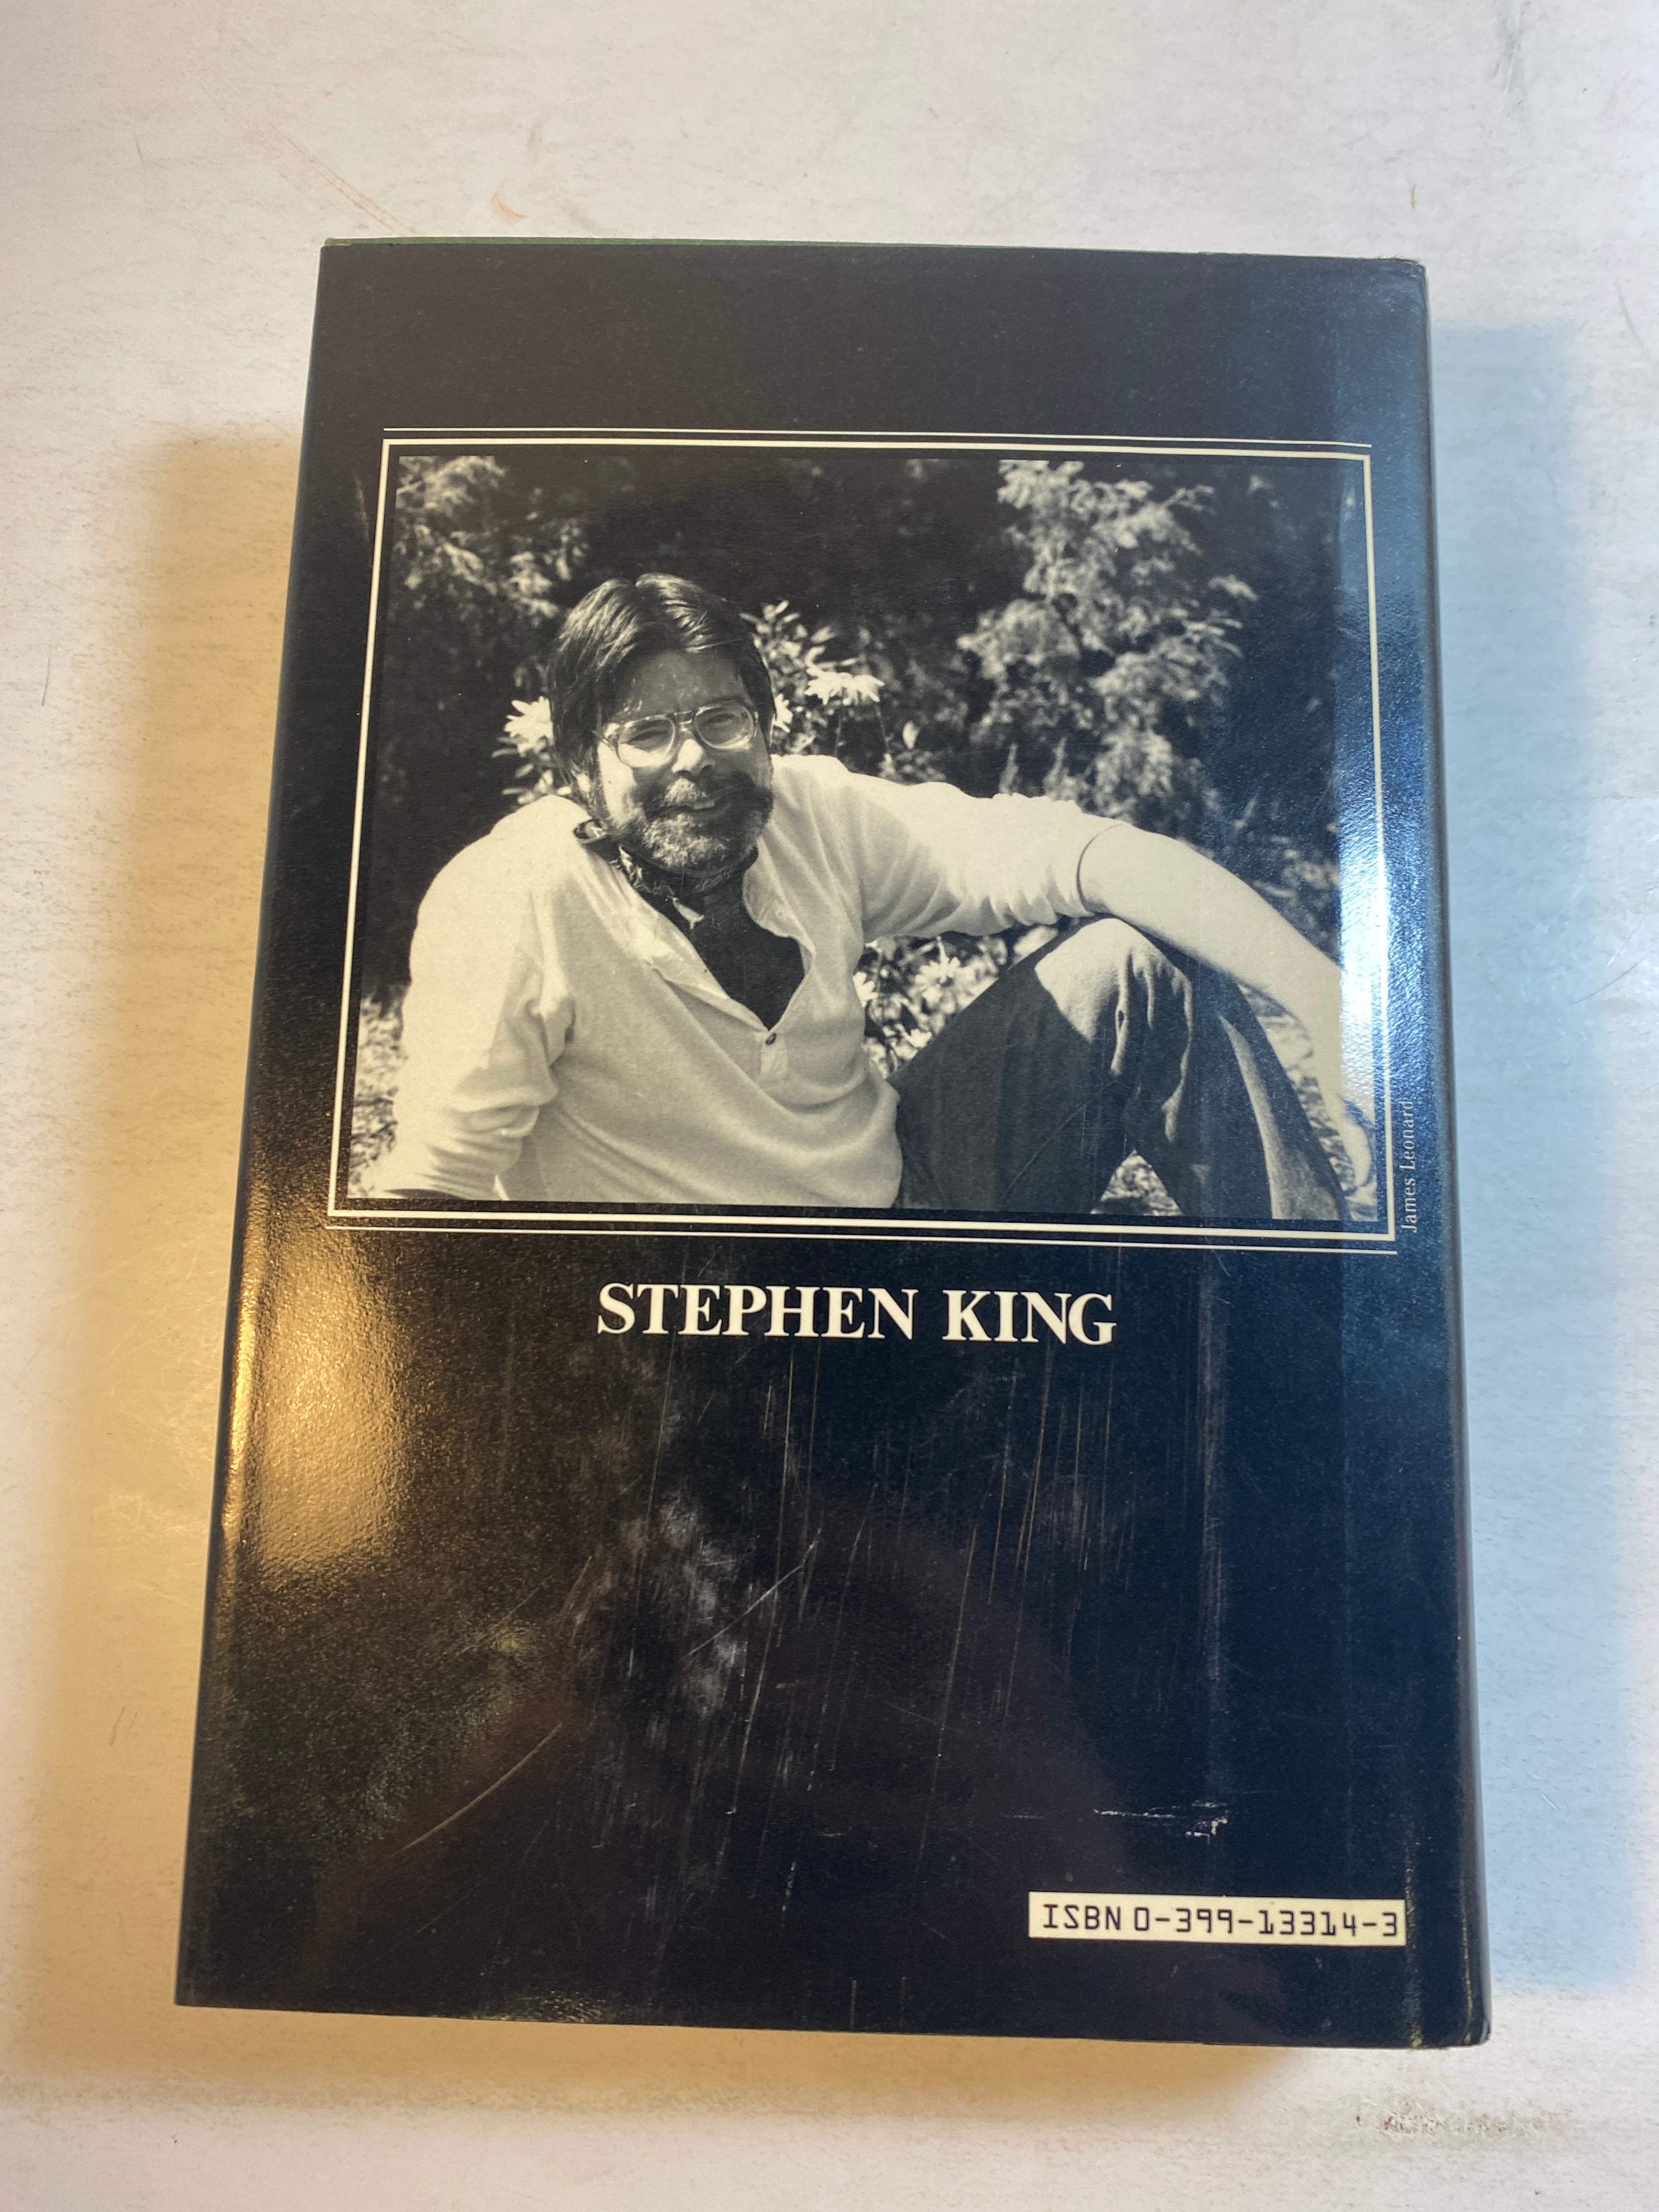 James Leonard
STEPHEN KING
ISBN 0-399-13314-3